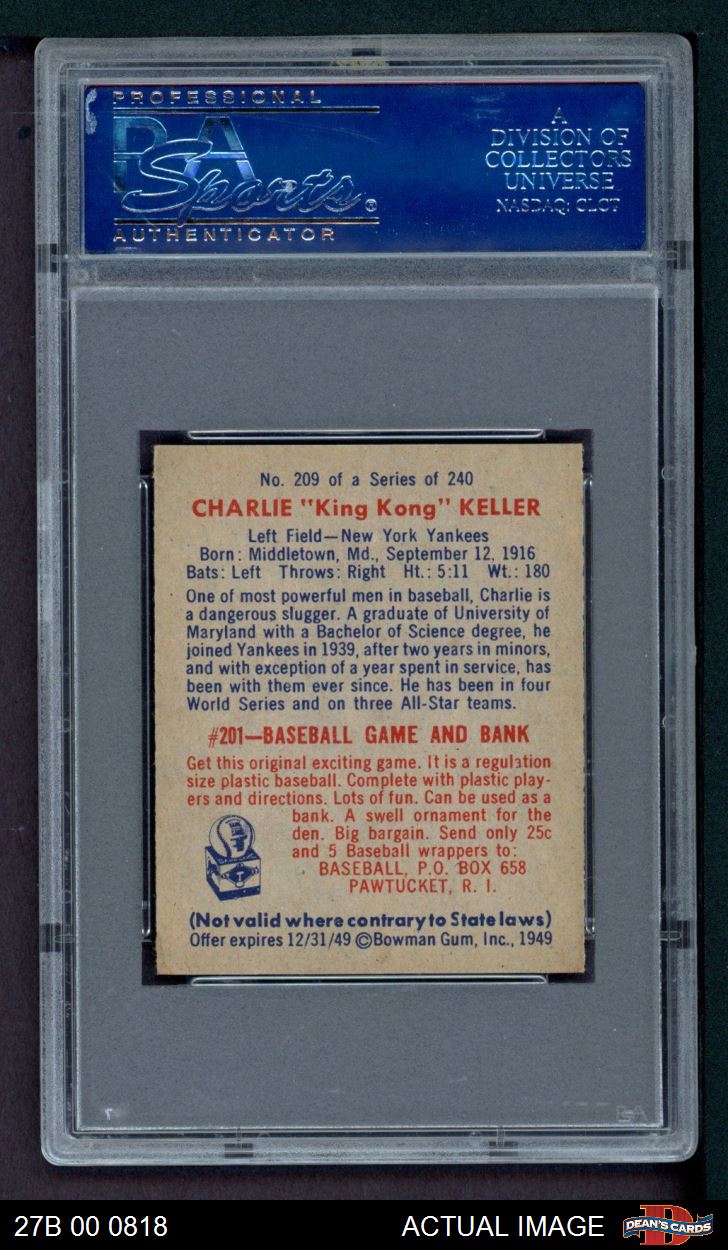 PROFESSIONAL
PSA
Sports®
AUTHENTICATOR
A
DIVISION OF
COLLECTORS
UNIVERSE
NASDAQ: CLCT
No. 209 of a Series of 240
CHARLIE "King Kong" KELLER
Left Field—New York Yankees
Born: Middletown, Md., September 12, 1916
Bats: Left Throws: Right Ht.: 5:11 Wt.: 180
One of most powerful men in baseball, Charlie is
a dangerous slugger. A graduate of University of
Maryland with a Bachelor of Science degree, he
joined Yankees in 1939, after two years in minors,
and with exception of a year spent in service, has
been with them ever since. He has been in four
World Series and on three All-Star teams.
#201—BASEBALL GAME AND BANK
Get this original exciting game. It is a regulation
size plastic baseball. Complete with plastic play-
ers and directions. Lots of fun. Can be used as a
bank. A swell ornament for the
den. Big bargain. Send only 25c
and 5 Baseball wrappers to:
BASEBALL, P.O. BOX 658
PAWTUCKET, R. I.
(Not valid where contrary to State laws)
Offer expires 12/31/49 ©Bowman Gum, Inc., 1949
PSA
27B 00 0818
ACTUAL IMAGE
DEAN'S CARDS